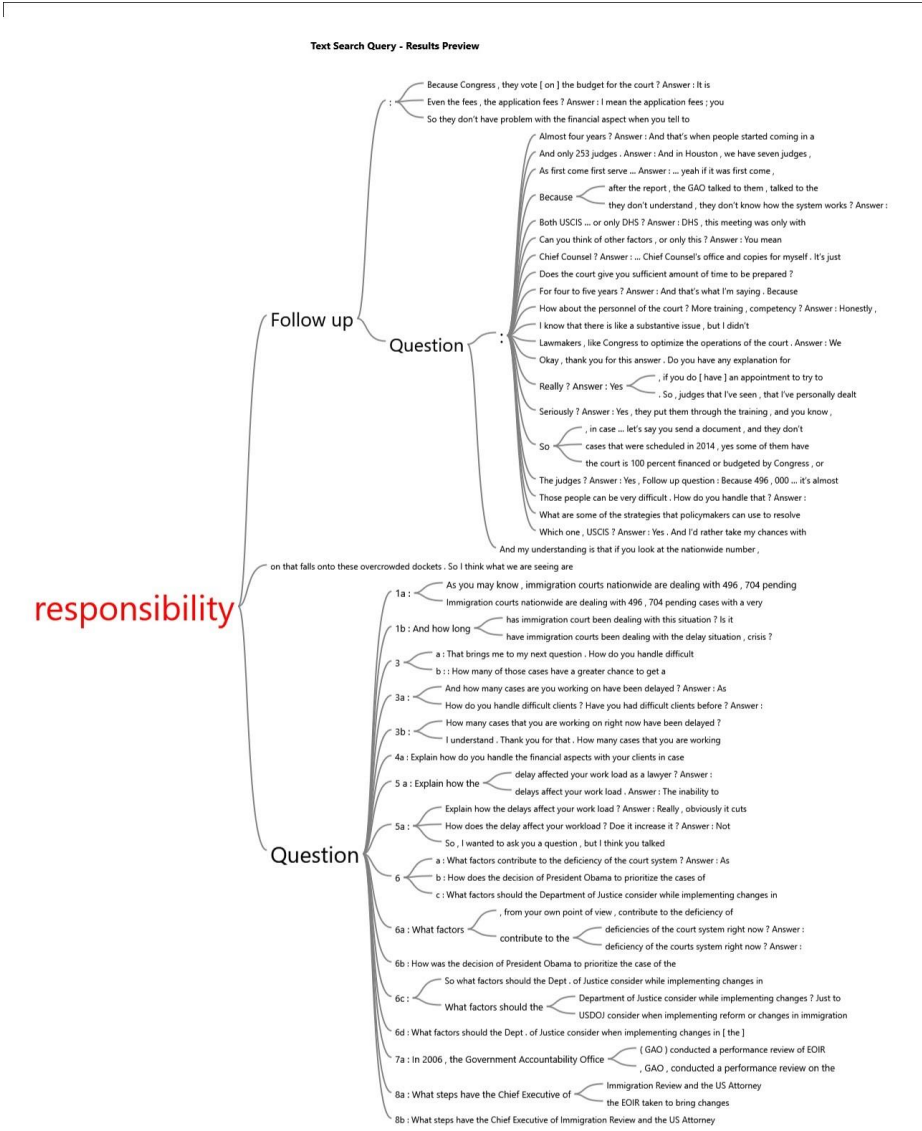 Text Search Query - Results Preview
Because Congress , they vote [ on ] the budget for the court ? Answer : It is
:
Even the fees , the application fees ? Answer : I mean the application fees ; you
So they don't have problem with the financial aspect when you tell to
Almost four years ? Answer : And that's when people started coming in a
And only 253 judges . Answer : And in Houston , we have seven judges ,
As first come first serve ... Answer : ... yeah if it was first come ,
Because
after the report , the GAO talked to them , talked to the
they don't understand , they don't know how the system works ? Answer :
Both USCIS ... or only DHS ? Answer : DHS , this meeting was only with
Can you think of other factors , or only this ? Answer : You mean
Chief Counsel ? Answer : ... Chief Counsel's office and copies for myself . It's just
Does the court give you sufficient amount of time to be prepared ?
For four to five years ? Answer : And that's what I'm saying . Because
How about the personnel of the court ? More training , competency ? Answer : Honestly ,
Follow up
I know that there is like a substantive issue , but I didn't
Question
:
Lawmakers , like Congress to optimize the operations of the court . Answer : We
Okay , thank you for this answer . Do you have any explanation for
Really ? Answer : Yes
, if you do [ have ] an appointment to try to
. So , judges that I've seen , that I've personally dealt
Seriously ? Answer : Yes , they put them through the training , and you know ,
So
, in case ... let's say you send a document , and they don't
cases that were scheduled in 2014 , yes some of them have
the court is 100 percent financed or budgeted by Congress , or
The judges ? Answer : Yes , Follow up question : Because 496 , 000 ... it's almost
Those people can be very difficult . How do you handle that ? Answer :
What are some of the strategies that policymakers can use to resolve
Which one , USCIS ? Answer : Yes . And I'd rather take my chances with
And my understanding is that if you look at the nationwide number ,
on that falls onto these overcrowded dockets . So I think what we are seeing are
responsibility
1a :
As you may know , immigration courts nationwide are dealing with 496 , 704 pending
Immigration courts nationwide are dealing with 496 , 704 pending cases with a very
1b : And how long
has immigration court been dealing with this situation ? Is it
have immigration courts been dealing with the delay situation , crisis ?
3
a : That brings me to my next question . How do you handle difficult
b : : How many of those cases have a greater chance to get a
3a :
And how many cases are you working on have been delayed ? Answer : As
How do you handle difficult clients ? Have you had difficult clients before ? Answer :
3b :
How many cases that you are working on right now have been delayed ?
I understand . Thank you for that . How many cases that you are working
4a : Explain how do you handle the financial aspects with your clients in case
5 a : Explain how the
delay affected your work load as a lawyer ? Answer :
delays affect your work load . Answer : The inability to
5a :
Explain how the delays affect your work load ? Answer : Really , obviously it cuts
How does the delay affect your workload ? Doe it increase it ? Answer : Not
So , I wanted to ask you a question , but I think you talked
Question
6
a : What factors contribute to the deficiency of the court system ? Answer : As
b : How does the decision of President Obama to prioritize the cases of
c : What factors should the Department of Justice consider while implementing changes in
6a : What factors
, from your own point of view , contribute to the deficiency of
contribute to the
deficiencies of the court system right now ? Answer :
deficiency of the courts system right now ? Answer :
6b : How was the decision of President Obama to prioritize the case of the
6c :
So what factors should the Dept . of Justice consider while implementing changes in
What factors should the
Department of Justice consider while implementing changes ? Just to
USDOJ consider when implementing reform or changes in immigration
6d : What factors should the Dept . of Justice consider when implementing changes in [ the ]
7a : In 2006 , the Government Accountability Office
( GAO ) conducted a performance review of EOIR
, GAO , conducted a performance review on the
8a : What steps have the Chief Executive of
Immigration Review and the US Attorney
the EOIR taken to bring changes
8b : What steps have the Chief Executive of Immigration Review and the US Attorney